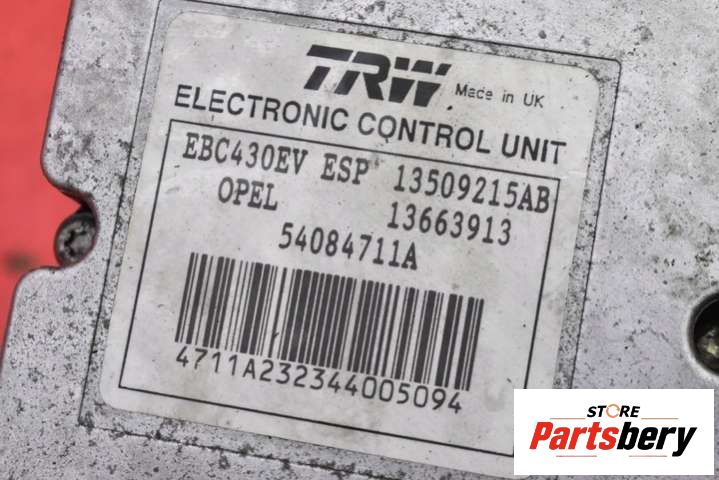 TRW Made in UK
ELECTRONIC CONTROL UNIT
EBC430EV ESP 13509215AB
OPEL 13663913
54084711A
4711A232344005094
STORE
Partsbery